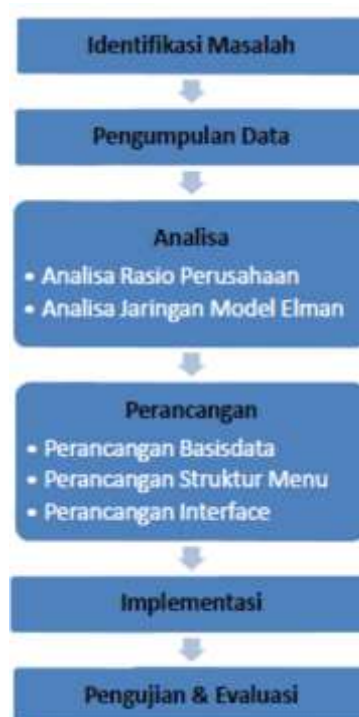 Identifikasi Masalah
Pengumpulan Data
Analisa
• Analisa Rasio Perusahaan
• Analisa Jaringan Model Elman
Perancangan
• Perancangan Basisdata
• Perancangan Struktur Menu
• Perancangan Interface
Implementasi
Pengujian & Evaluasi